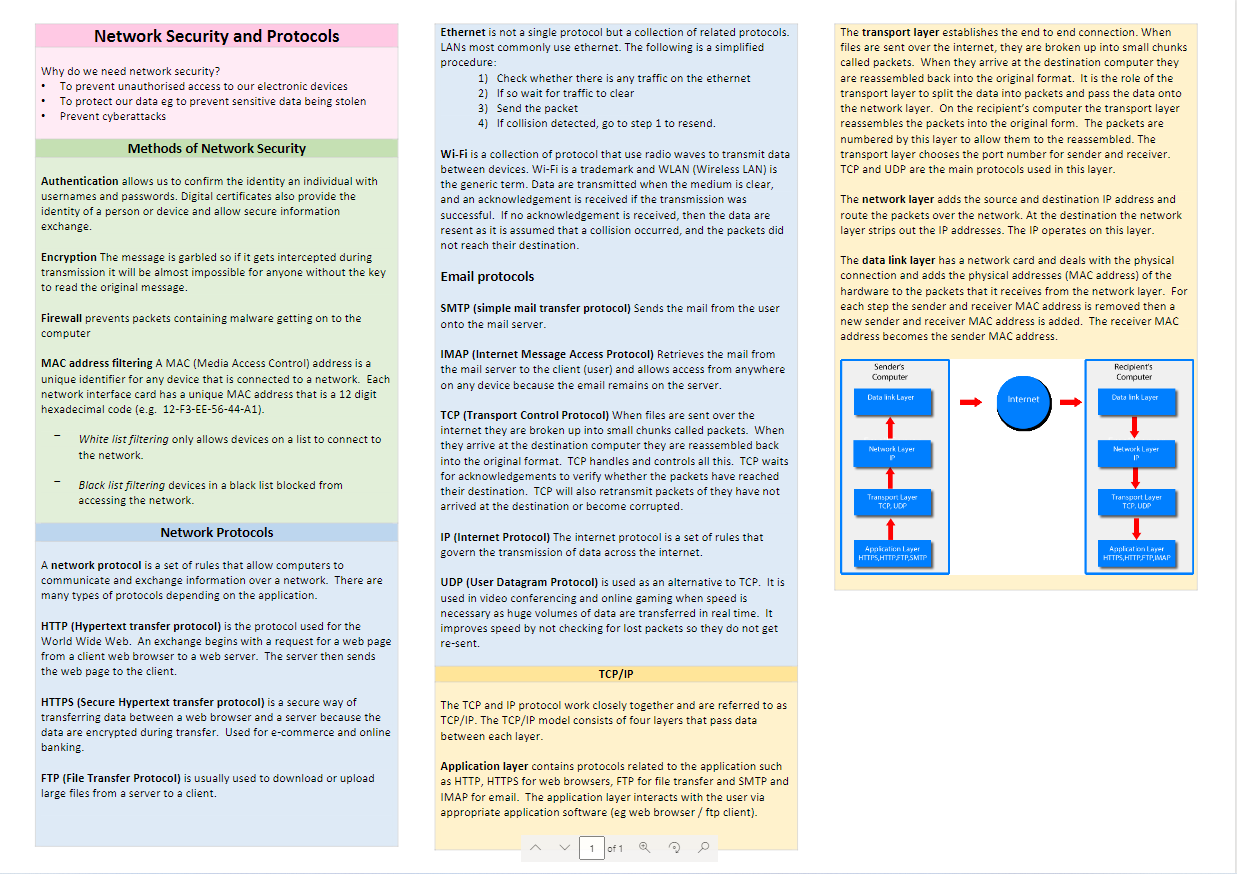 Network Security and Protocols
Why do we need network security?
• To prevent unauthorised access to our electronic devices
• To protect our data eg to prevent sensitive data being stolen
• Prevent cyberattacks
Methods of Network Security
Authentication allows us to confirm the identity an individual with
usernames and passwords. Digital certificates also provide the
identity of a person or device and allow secure information
exchange.
Encryption The message is garbled so if it gets intercepted during
transmission it will be almost impossible for anyone without the key
to read the original message.
Firewall prevents packets containing malware getting on to the
computer
MAC address filtering A MAC (Media Access Control) address is a
unique identifier for any device that is connected to a network. Each
network interface card has a unique MAC address that is a 12 digit
hexadecimal code (e.g. 12-F3-EE-56-44-A1).
– White list filtering only allows devices on a list to connect to
the network.
– Black list filtering devices in a black list blocked from
accessing the network.
Network Protocols
A network protocol is a set of rules that allow computers to
communicate and exchange information over a network. There are
many types of protocols depending on the application.
HTTP (Hypertext transfer protocol) is the protocol used for the
World Wide Web. An exchange begins with a request for a web page
from a client web browser to a web server. The server then sends
the web page to the client.
HTTPS (Secure Hypertext transfer protocol) is a secure way of
transferring data between a web browser and a server because the
data are encrypted during transfer. Used for e-commerce and online
banking.
FTP (File Transfer Protocol) is usually used to download or upload
large files from a server to a client.
Ethernet is not a single protocol but a collection of related protocols.
LANs most commonly use ethernet. The following is a simplified
procedure:
1) Check whether there is any traffic on the ethernet
2) If so wait for traffic to clear
3) Send the packet
4) If collision detected, go to step 1 to resend.
Wi-Fi is a collection of protocol that use radio waves to transmit data
between devices. Wi-Fi is a trademark and WLAN (Wireless LAN) is
the generic term. Data are transmitted when the medium is clear,
and an acknowledgement is received if the transmission was
successful. If no acknowledgement is received, then the data are
resent as it is assumed that a collision occurred, and the packets did
not reach their destination.
Email protocols
SMTP (simple mail transfer protocol) Sends the mail from the user
onto the mail server.
IMAP (Internet Message Access Protocol) Retrieves the mail from
the mail server to the client (user) and allows access from anywhere
on any device because the email remains on the server.
TCP (Transport Control Protocol) When files are sent over the
internet they are broken up into small chunks called packets. When
they arrive at the destination computer they are reassembled back
into the original format. TCP handles and controls all this. TCP waits
for acknowledgements to verify whether the packets have reached
their destination. TCP will also retransmit packets of they have not
arrived at the destination or become corrupted.
IP (Internet Protocol) The internet protocol is a set of rules that
govern the transmission of data across the internet.
UDP (User Datagram Protocol) is used as an alternative to TCP. It is
used in video conferencing and online gaming when speed is
necessary as huge volumes of data are transferred in real time. It
improves speed by not checking for lost packets so they do not get
re-sent.
TCP/IP
The TCP and IP protocol work closely together and are referred to as
TCP/IP. The TCP/IP model consists of four layers that pass data
between each layer.
Application layer contains protocols related to the application such
as HTTP, HTTPS for web browsers, FTP for file transfer and SMTP and
IMAP for email. The application layer interacts with the user via
appropriate application software (eg web browser / ftp client).
1 of 1
The transport layer establishes the end to end connection. When
files are sent over the internet, they are broken up into small chunks
called packets. When they arrive at the destination computer they
are reassembled back into the original format. It is the role of the
transport layer to split the data into packets and pass the data onto
the network layer. On the recipient's computer the transport layer
reassembles the packets into the original form. The packets are
numbered by this layer to allow them to the reassembled. The
transport layer chooses the port number for sender and receiver.
TCP and UDP are the main protocols used in this layer.
The network layer adds the source and destination IP address and
route the packets over the network. At the destination the network
layer strips out the IP addresses. The IP operates on this layer.
The data link layer has a network card and deals with the physical
connection and adds the physical addresses (MAC address) of the
hardware to the packets that it receives from the network layer. For
each step the sender and receiver MAC address is removed then a
new sender and receiver MAC address is added. The receiver MAC
address becomes the sender MAC address.
Sender's
Computer
Data link Layer
Network Layer
IP
Transport Layer
TCP, UDP
Application Layer
HTTPS,HTTP,FTP,SMTP
Internet
Recipient's
Computer
Data link Layer
Network Layer
IP
Transport Layer
TCP, UDP
Application Layer
HTTPS,HTTP,FTP,IMAP